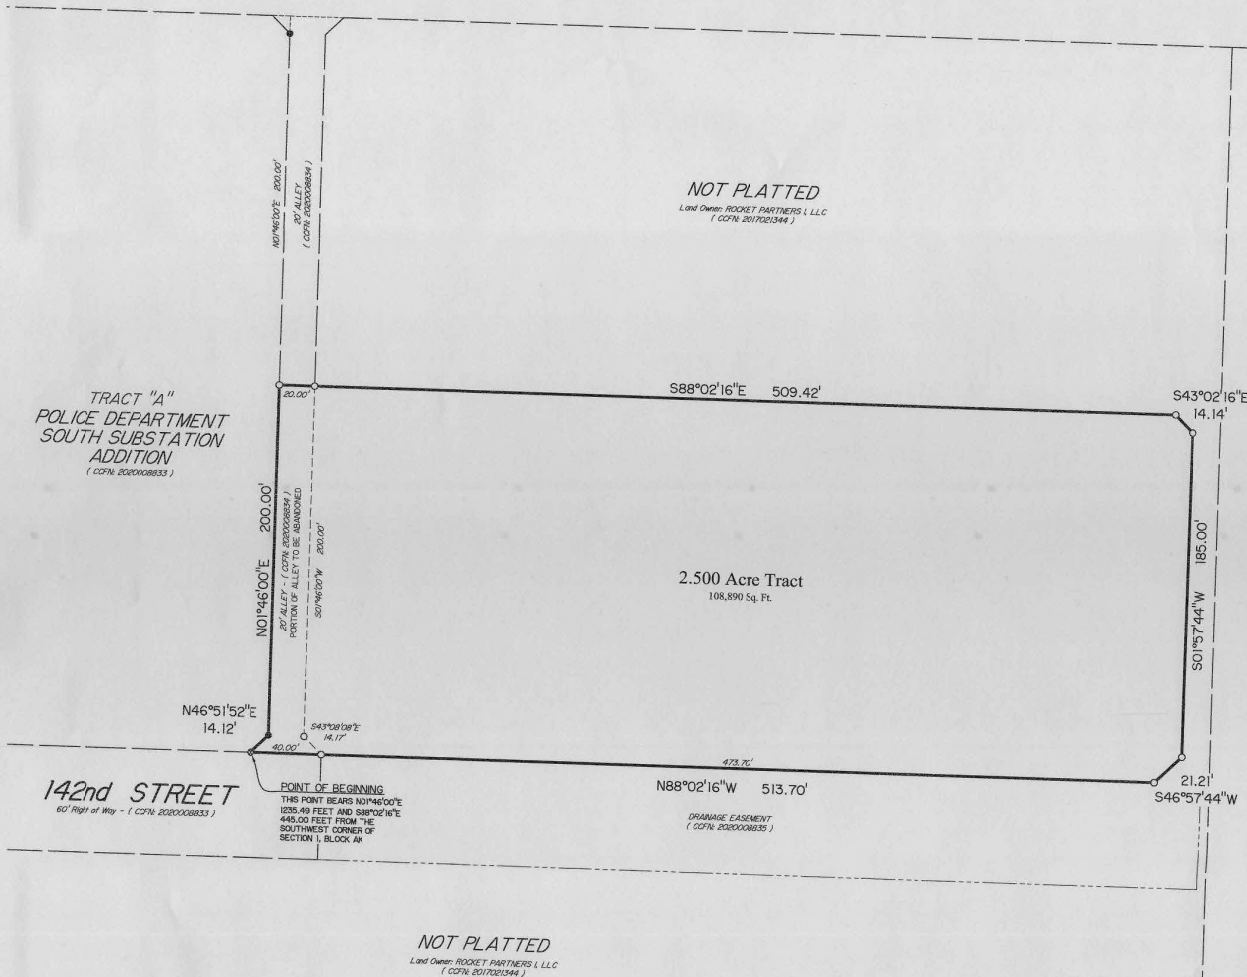 N01°46'00"E 200.00'
20' ALLEY
( CCFN: 2020008834 )
NOT PLATTED
Land Owner: ROCKET PARTNERS I, LLC
( CCFN: 2017021344 )
TRACT "A"
POLICE DEPARTMENT
SOUTH SUBSTATION
ADDITION
( CCFN: 2020008833 )
20.00'
S88°02'16"E 509.42'
S43°02'16"E
14.14'
N01°46'00"E 200.00'
20' ALLEY - ( CCFN: 2020008834 )
PORTION OF ALLEY TO BE ABANDONED
S01°46'00"W 200.00'
2.500 Acre Tract
108,890 Sq. Ft.
S01°57'44"W 185.00'
N46°51'52"E
14.12'
S43°08'08"E
14.17'
40.00'
473.70'
N88°02'16"W 513.70'
21.21'
S46°57'44"W
142nd STREET
60' Right of Way - ( CCFN: 2020008833 )
POINT OF BEGINNING
THIS POINT BEARS N01°46'00"E
1235.49 FEET AND S88°02'16"E
445.00 FEET FROM THE
SOUTHWEST CORNER OF
SECTION 1, BLOCK AK
DRAINAGE EASEMENT
( CCFN: 2020008835 )
NOT PLATTED
Land Owner: ROCKET PARTNERS I, LLC
( CCFN: 2017021344 )